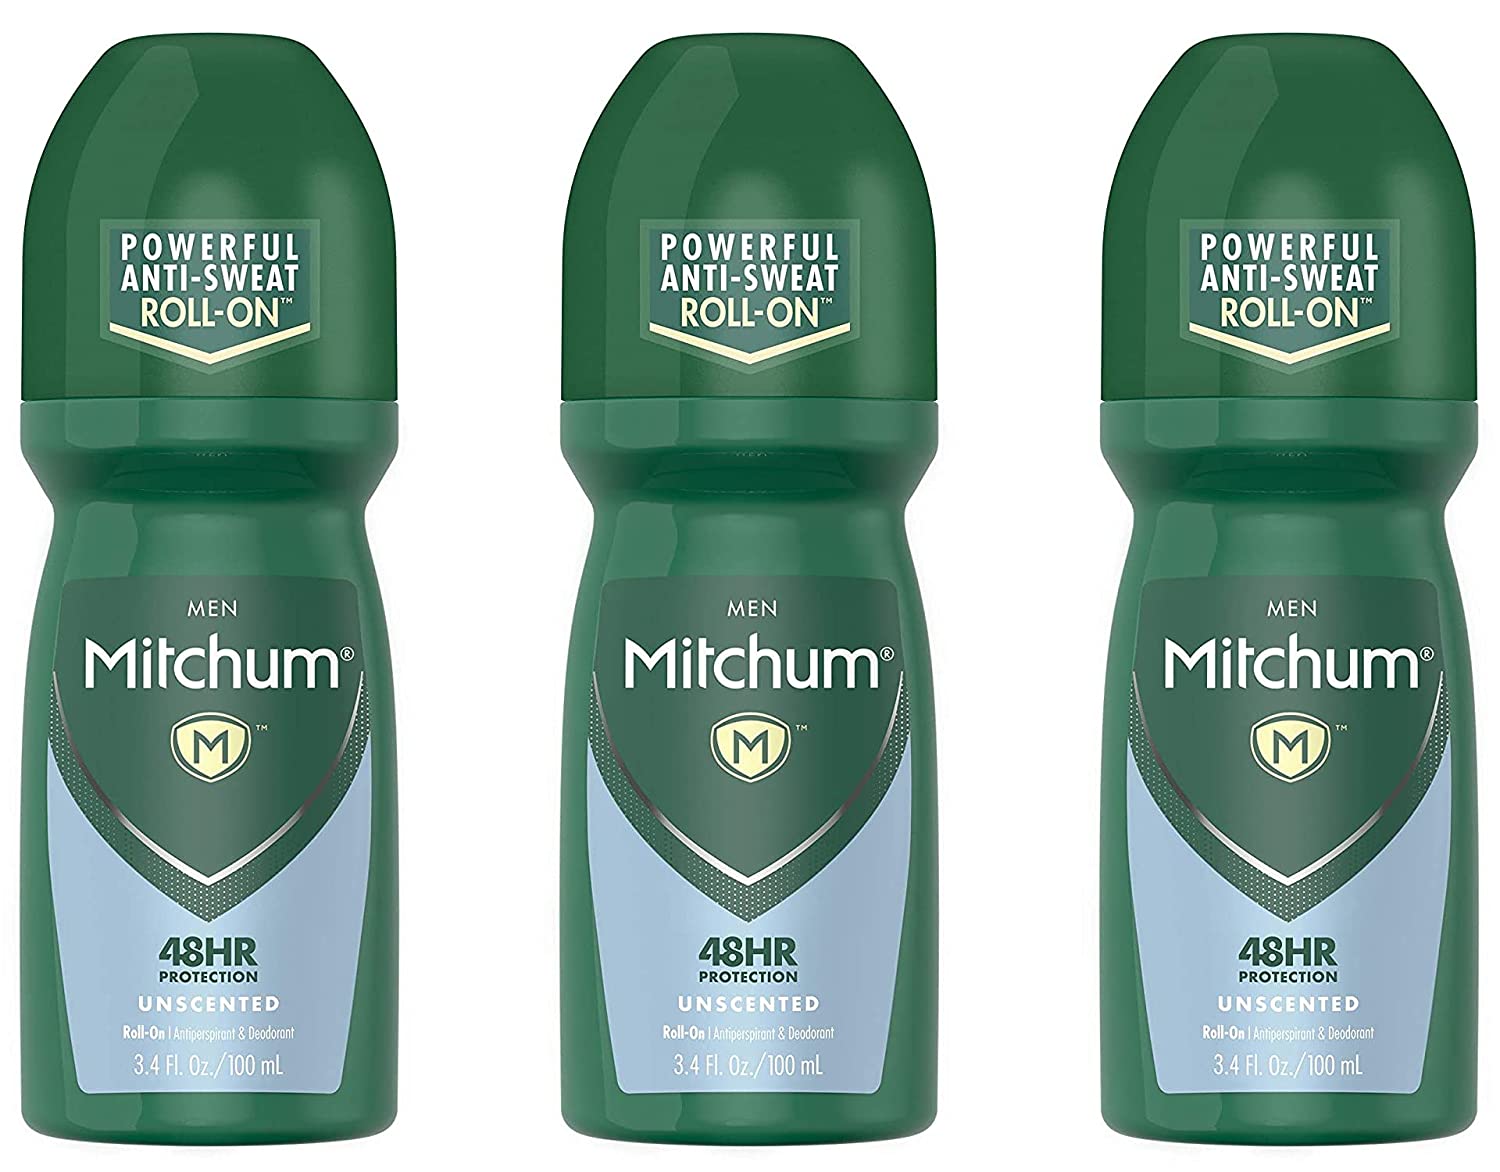 POWERFUL
ANTI-SWEAT
ROLL-ON™
MEN
Mitchum®
M™
48HR
PROTECTION
UNSCENTED
Roll-On | Antiperspirant & Deodorant
3.4 Fl. Oz./100 mL
POWERFUL
ANTI-SWEAT
ROLL-ON™
MEN
Mitchum®
M™
48HR
PROTECTION
UNSCENTED
Roll-On | Antiperspirant & Deodorant
3.4 Fl. Oz./100 mL
POWERFUL
ANTI-SWEAT
ROLL-ON™
MEN
Mitchum®
M™
48HR
PROTECTION
UNSCENTED
Roll-On | Antiperspirant & Deodorant
3.4 Fl. Oz./100 mL